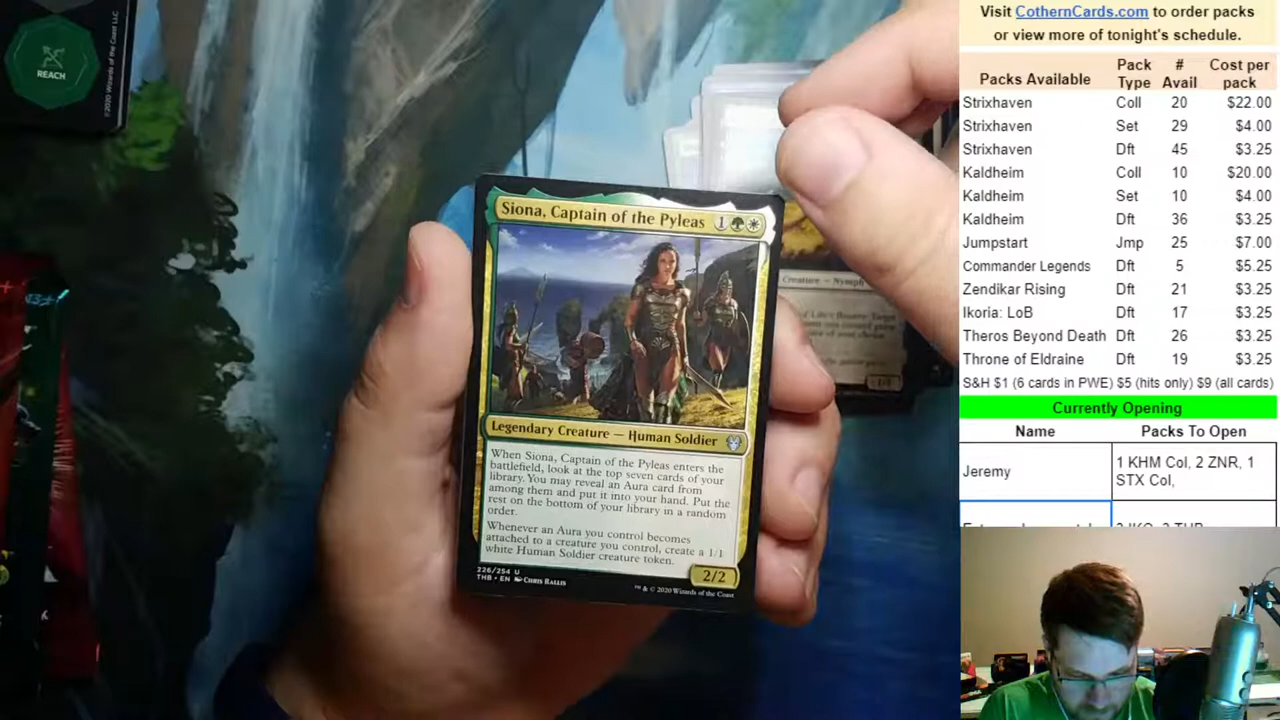 REACH
©2020 Wizards of the Coast LLC
Siona, Captain of the Pyleas 1
Legendary Creature — Human Soldier
When Siona, Captain of the Pyleas enters the
battlefield, look at the top seven cards of your
library. You may reveal an Aura card from
among them and put it into your hand. Put the
rest on the bottom of your library in a random
order.
Whenever an Aura you control becomes
attached to a creature you control, create a 1/1
white Human Soldier creature token.
2/2
226/254 U
THB • EN Chris Rallis
™ & © 2020 Wizards of the Coast
Creature — Nymph
Visit CothernCards.com to order packs
or view more of tonight's schedule.
Packs Available Pack Type # Avail Cost per pack
Strixhaven Coll 20 $22.00
Strixhaven Set 29 $4.00
Strixhaven Dft 45 $3.25
Kaldheim Coll 10 $20.00
Kaldheim Set 10 $4.00
Kaldheim Dft 36 $3.25
Jumpstart Jmp 25 $7.00
Commander Legends Dft 5 $5.25
Zendikar Rising Dft 21 $3.25
Ikoria: LoB Dft 17 $3.25
Theros Beyond Death Dft 26 $3.25
Throne of Eldraine Dft 19 $3.25
S&H $1 (6 cards in PWE) $5 (hits only) $9 (all cards)
Currently Opening
Name Packs To Open
Jeremy 1 KHM Col, 2 ZNR, 1
STX Col,